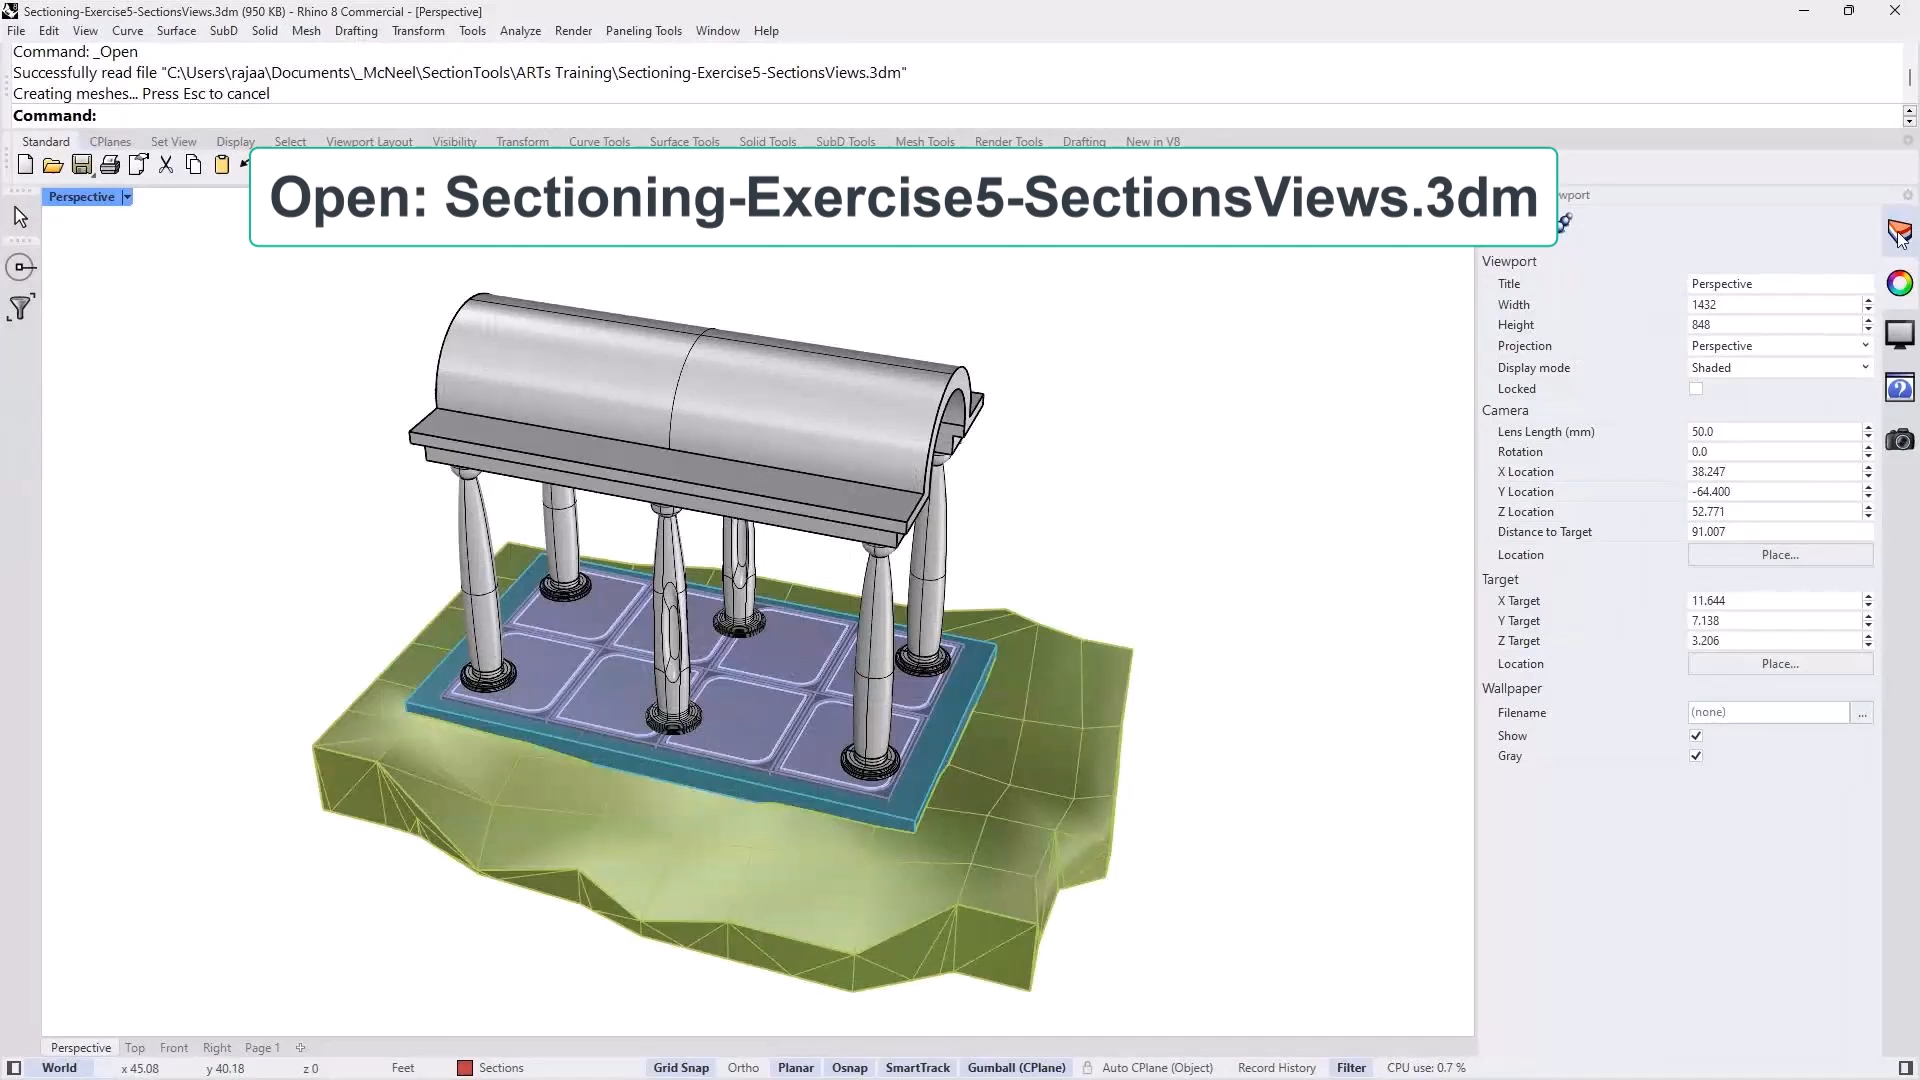 Sectioning-Exercise5-SectionsViews.3dm (950 KB) - Rhino 8 Commercial - [Perspective]
File Edit View Curve Surface SubD Solid Mesh Drafting Transform Tools Analyze Render Paneling Tools Window Help
Command: _Open
Successfully read file "C:\Users\rajaa\Documents\_McNeel\SectionTools\ARTs Training\Sectioning-Exercise5-SectionsViews.3dm"
Creating meshes... Press Esc to cancel
Command:
Standard CPlanes Set View Display Select Viewport Layout Visibility Transform Curve Tools Surface Tools Solid Tools SubD Tools Mesh Tools Render Tools Drafting New in V8
Open: Sectioning-Exercise5-SectionsViews.3dm
Perspective
wport
Viewport
Title Perspective
Width 1432
Height 848
Projection Perspective
Display mode Shaded
Locked
Camera
Lens Length (mm) 50.0
Rotation 0.0
X Location 38.247
Y Location -64.400
Z Location 52.771
Distance to Target 91.007
Location Place...
Target
X Target 11.644
Y Target 7.138
Z Target 3.206
Location Place...
Wallpaper
Filename (none) ...
Show
Gray
Perspective Top Front Right Page 1
World x 45.08 y 40.18 z 0 Feet Sections Grid Snap Ortho Planar Osnap SmartTrack Gumball (CPlane) Auto CPlane (Object) Record History Filter CPU use: 0.7 %